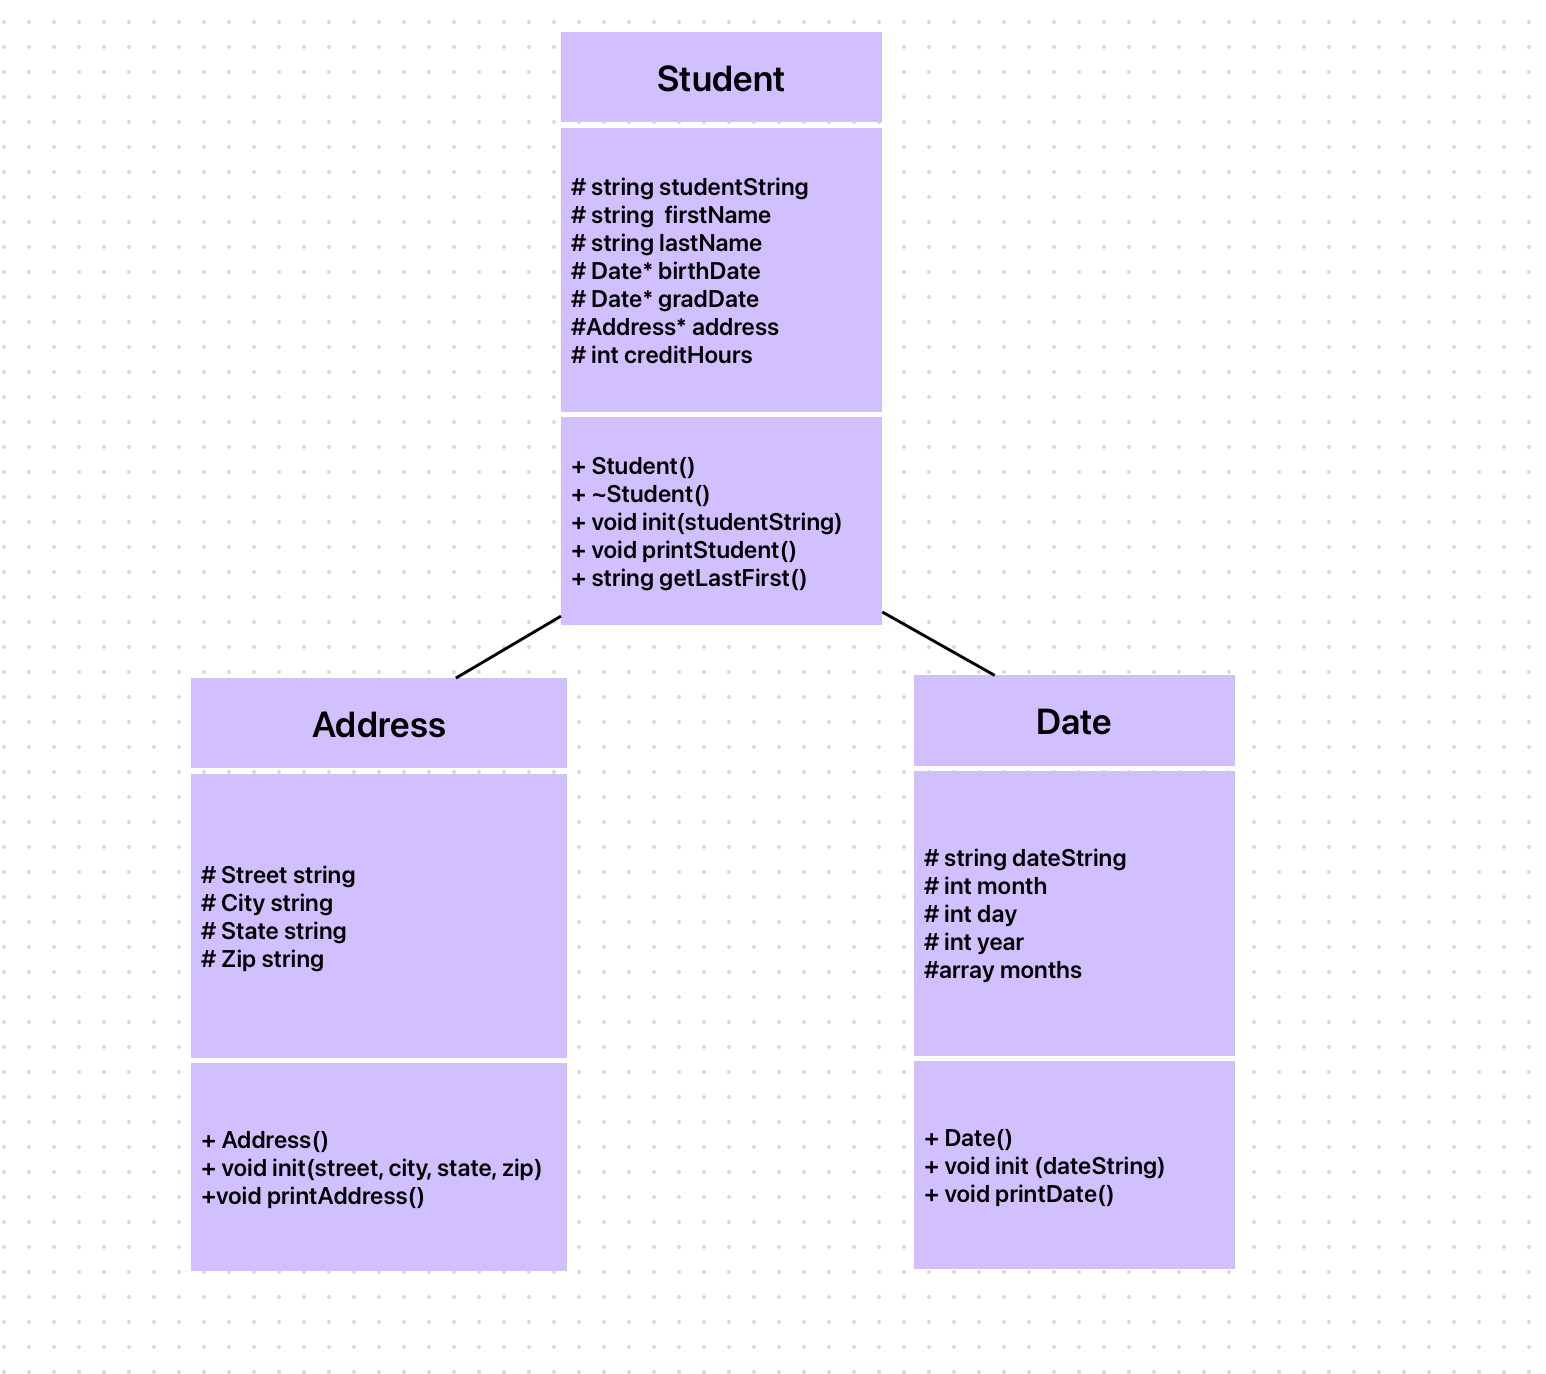 Student
# string studentString
# string  firstName
# string lastName
# Date* birthDate
# Date* gradDate
#Address* address
# int creditHours
+ Student()
+ ~Student()
+ void init(studentString)
+ void printStudent()
+ string getLastFirst()
Address
# Street string
# City string
# State string
# Zip string
+ Address()
+ void init(street, city, state, zip)
+void printAddress()
Date
# string dateString
# int month
# int day
# int year
#array months
+ Date()
+ void init (dateString)
+ void printDate()